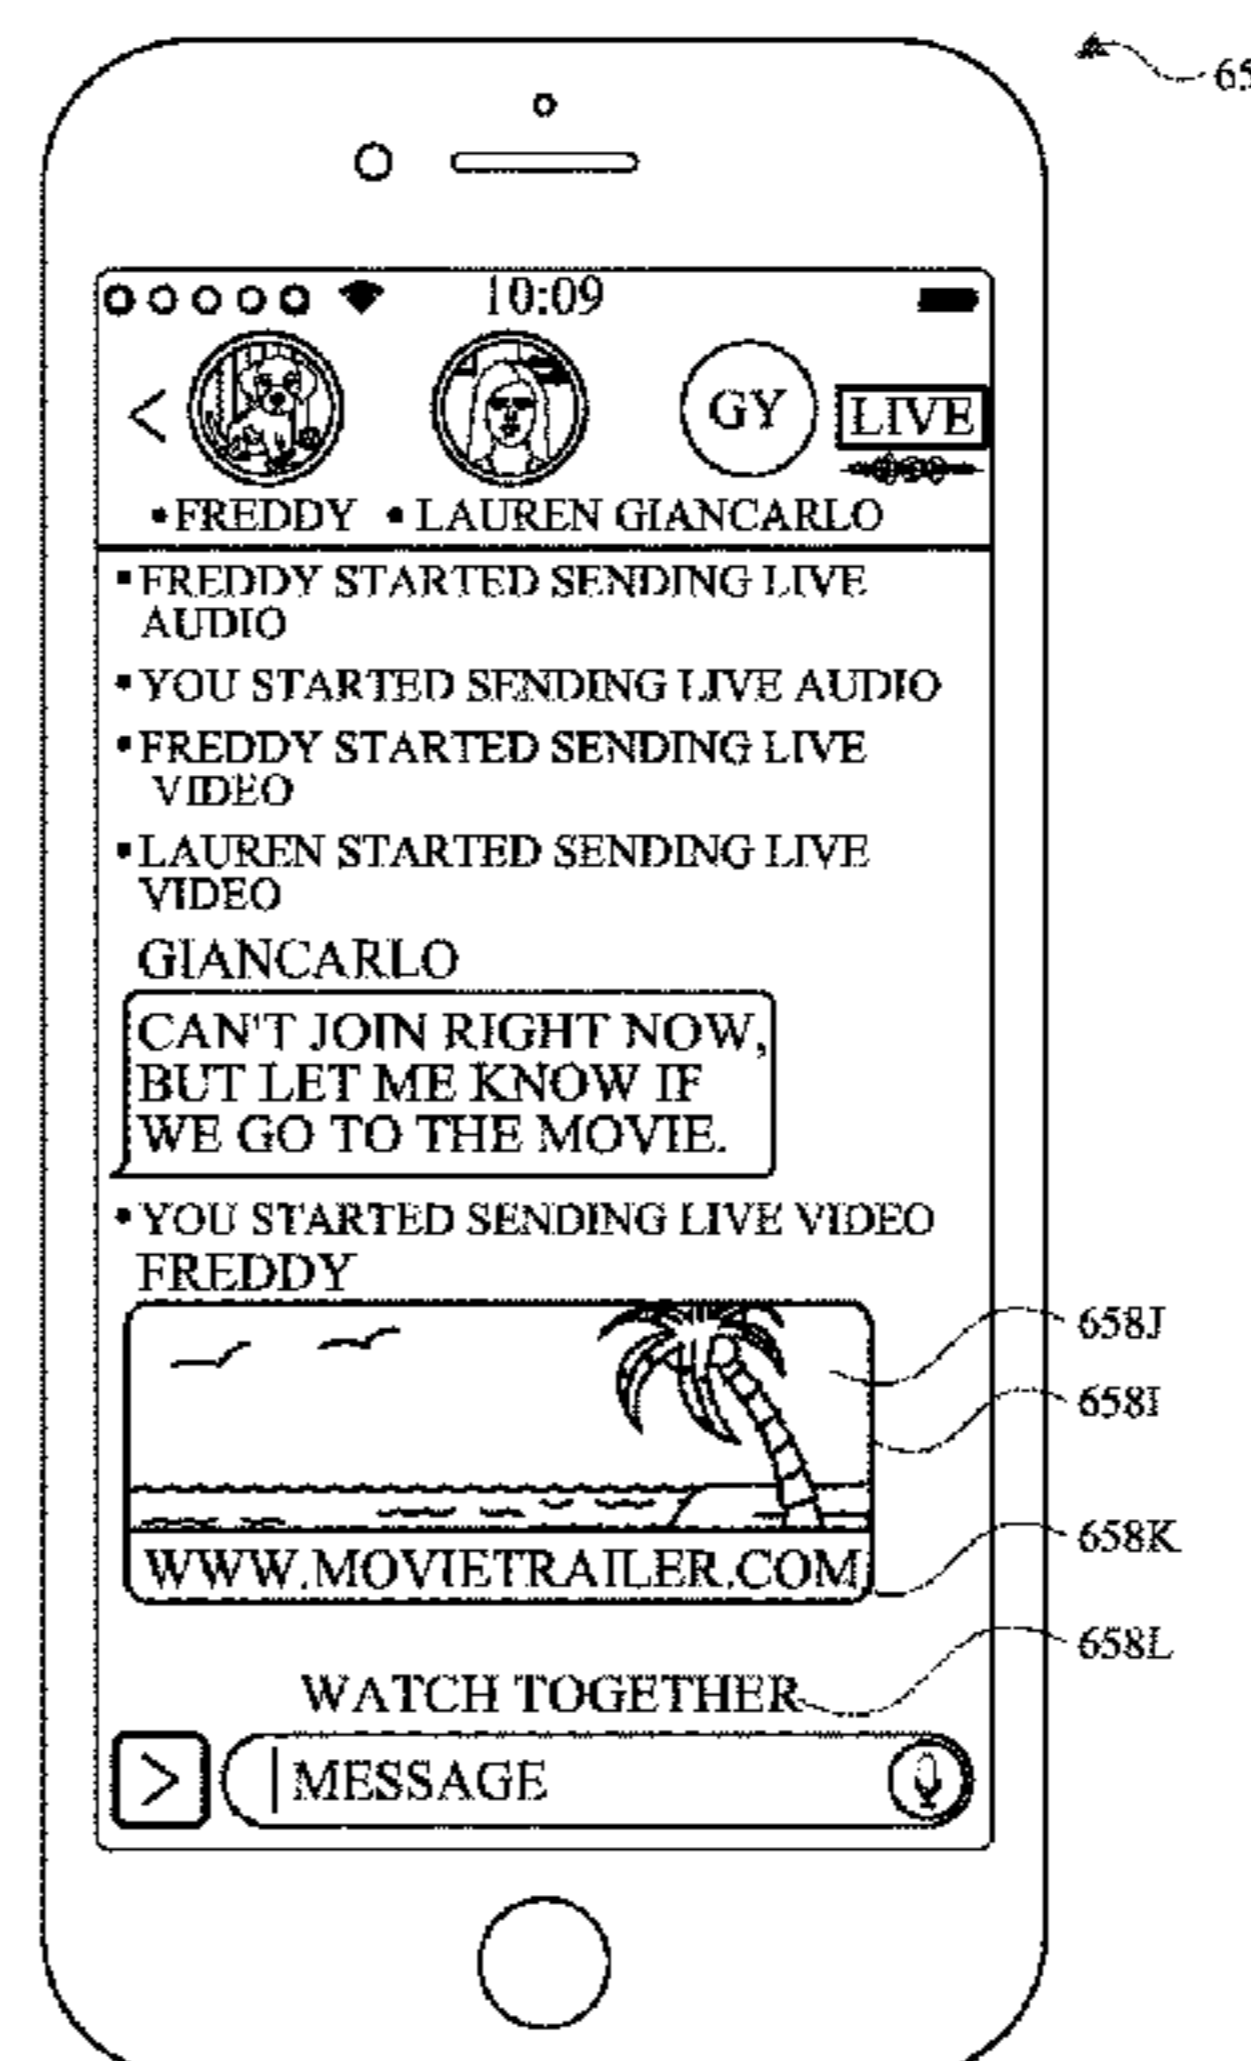 65
10:09
GY
LIVE
<
• FREDDY • LAUREN GIANCARLO
▪ FREDDY STARTED SENDING LIVE
AUDIO
▪ YOU STARTED SENDING LIVE AUDIO
▪ FREDDY STARTED SENDING LIVE
VIDEO
▪ LAUREN STARTED SENDING LIVE
VIDEO
GIANCARLO
CAN'T JOIN RIGHT NOW,
BUT LET ME KNOW IF
WE GO TO THE MOVIE.
• YOU STARTED SENDING LIVE VIDEO
FREDDY
658J
658I
WWW.MOVIETRAILER.COM
658K
658L
WATCH TOGETHER
> MESSAGE